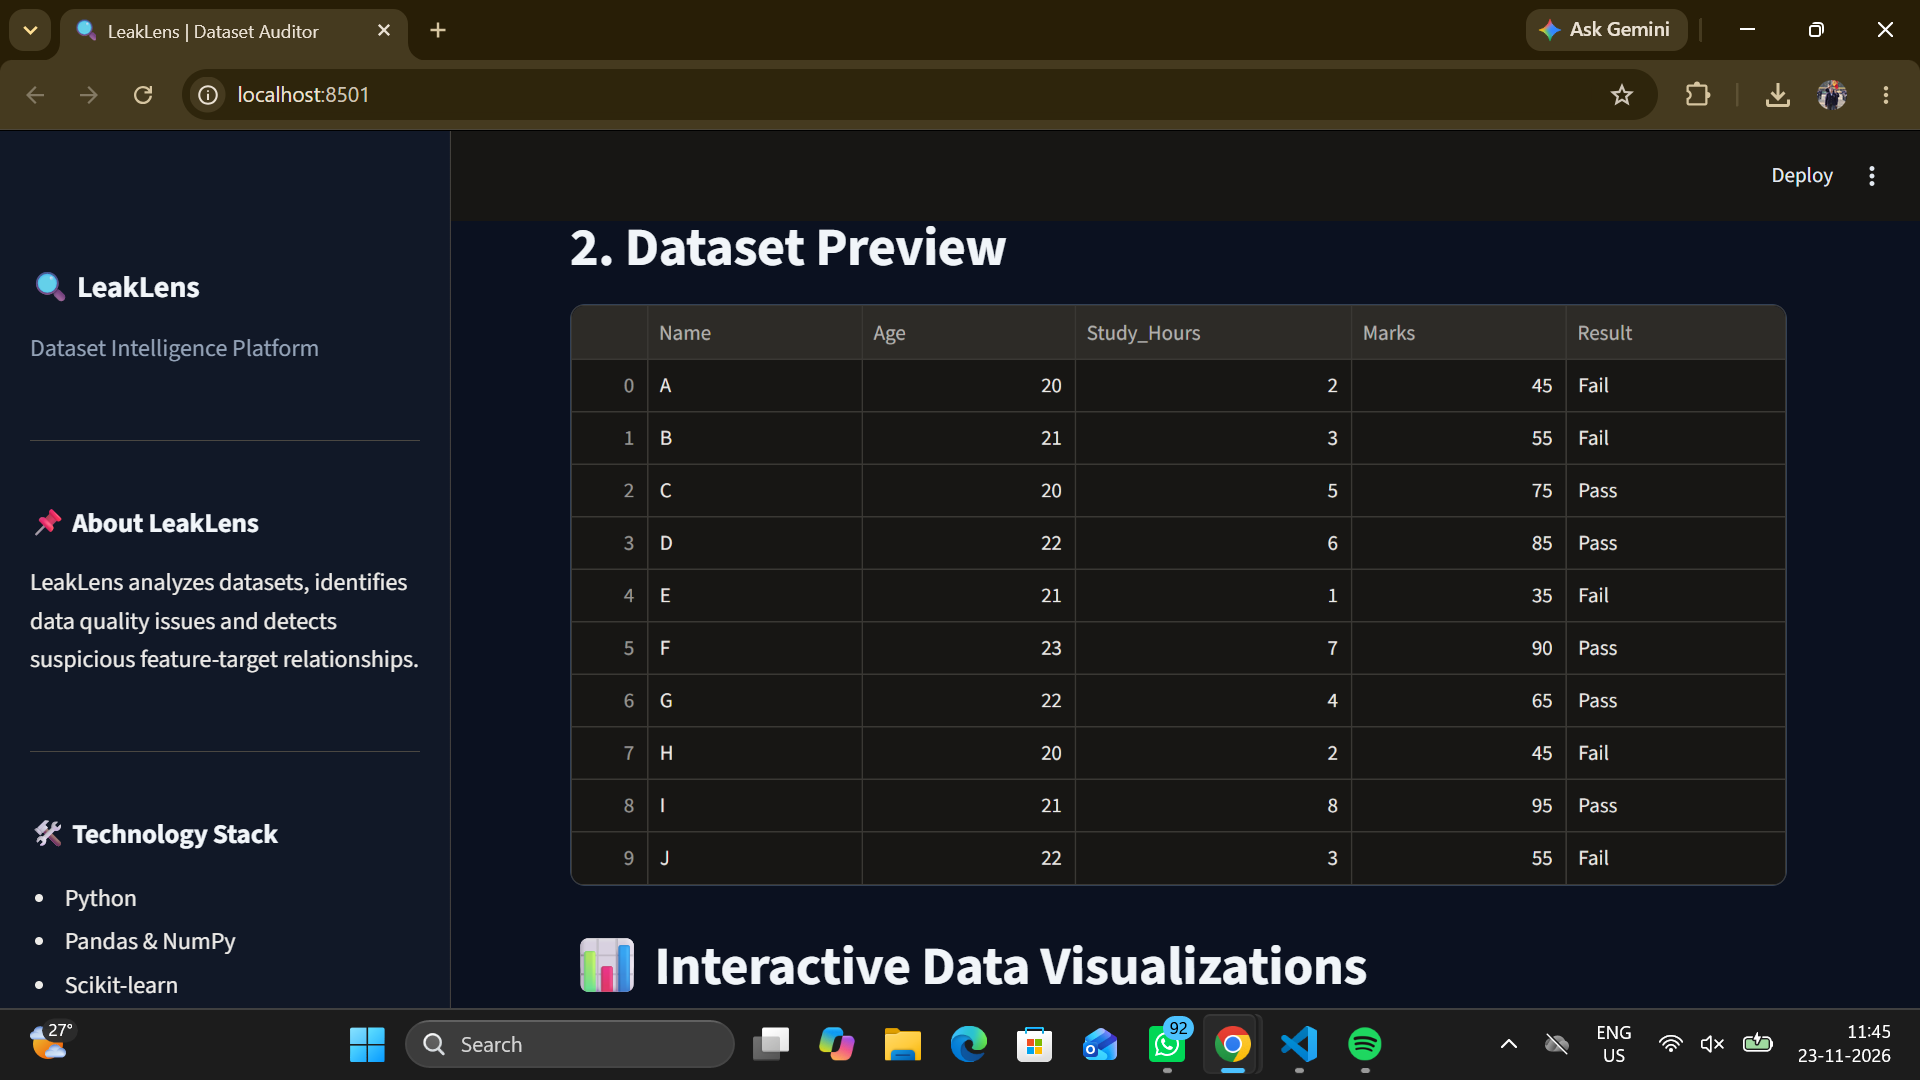 LeakLens | Dataset Auditor
Ask Gemini
localhost:8501
Deploy
LeakLens
Dataset Intelligence Platform
About LeakLens
LeakLens analyzes datasets, identifies
data quality issues and detects
suspicious feature-target relationships.
Technology Stack
• Python
• Pandas & NumPy
• Scikit-learn
2. Dataset Preview
Name Age Study_Hours Marks Result
0 A 20 2 45 Fail
1 B 21 3 55 Fail
2 C 20 5 75 Pass
3 D 22 6 85 Pass
4 E 21 1 35 Fail
5 F 23 7 90 Pass
6 G 22 4 65 Pass
7 H 20 2 45 Fail
8 I 21 8 95 Pass
9 J 22 3 55 Fail
Interactive Data Visualizations
27°
Search
92
ENG
US
11:45
23-11-2026